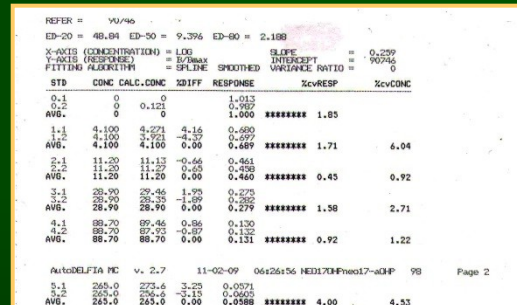 REFER = 90/46
ED-20 = 48.84 ED-50 = 9.396 ED-80 = 2.188
X-AXIS (CONCENTRATION) = LOG SLOPE = 0.259
Y-AXIS (RESPONSE) = B/Bmax INTERCEPT = 90746
FITTING ALGORITHM = SPLINE SMOOTHED VARIANCE RATIO = 0
STD CONC CALC.CONC %DIFF RESPONSE %cvRESP %cvCONC
0.1 0 0 1.013
0.2 0 0.121 0.987
AVG. 0 0 1.000 ******** 1.85
1.1 4.100 4.271 4.16 0.680
1.2 4.100 3.921 -4.37 0.697
AVG. 4.100 4.100 0.00 0.689 ******** 1.71 6.04
2.1 11.20 11.13 -0.66 0.461
2.2 11.20 11.27 0.65 0.458
AVG. 11.20 11.20 0.00 0.460 ******** 0.45 0.92
3.1 28.90 29.46 1.95 0.275
3.2 28.90 28.35 -1.89 0.282
AVG. 28.90 28.90 0.00 0.279 ******** 1.58 2.71
4.1 88.70 89.46 0.86 0.130
4.2 88.70 87.93 -0.87 0.132
AVG. 88.70 88.70 0.00 0.131 ******** 0.92 1.22
AutoDELFIA MC v. 2.7 11-02-09 06:26:56 NEO17OHPneo17-aOHP 98 Page 2
5.1 265.0 273.6 3.25 0.0571
5.2 265.0 256.6 -3.15 0.0605
AVG. 265.0 265.0 0.00 0.0588 ******** 4.00 4.53